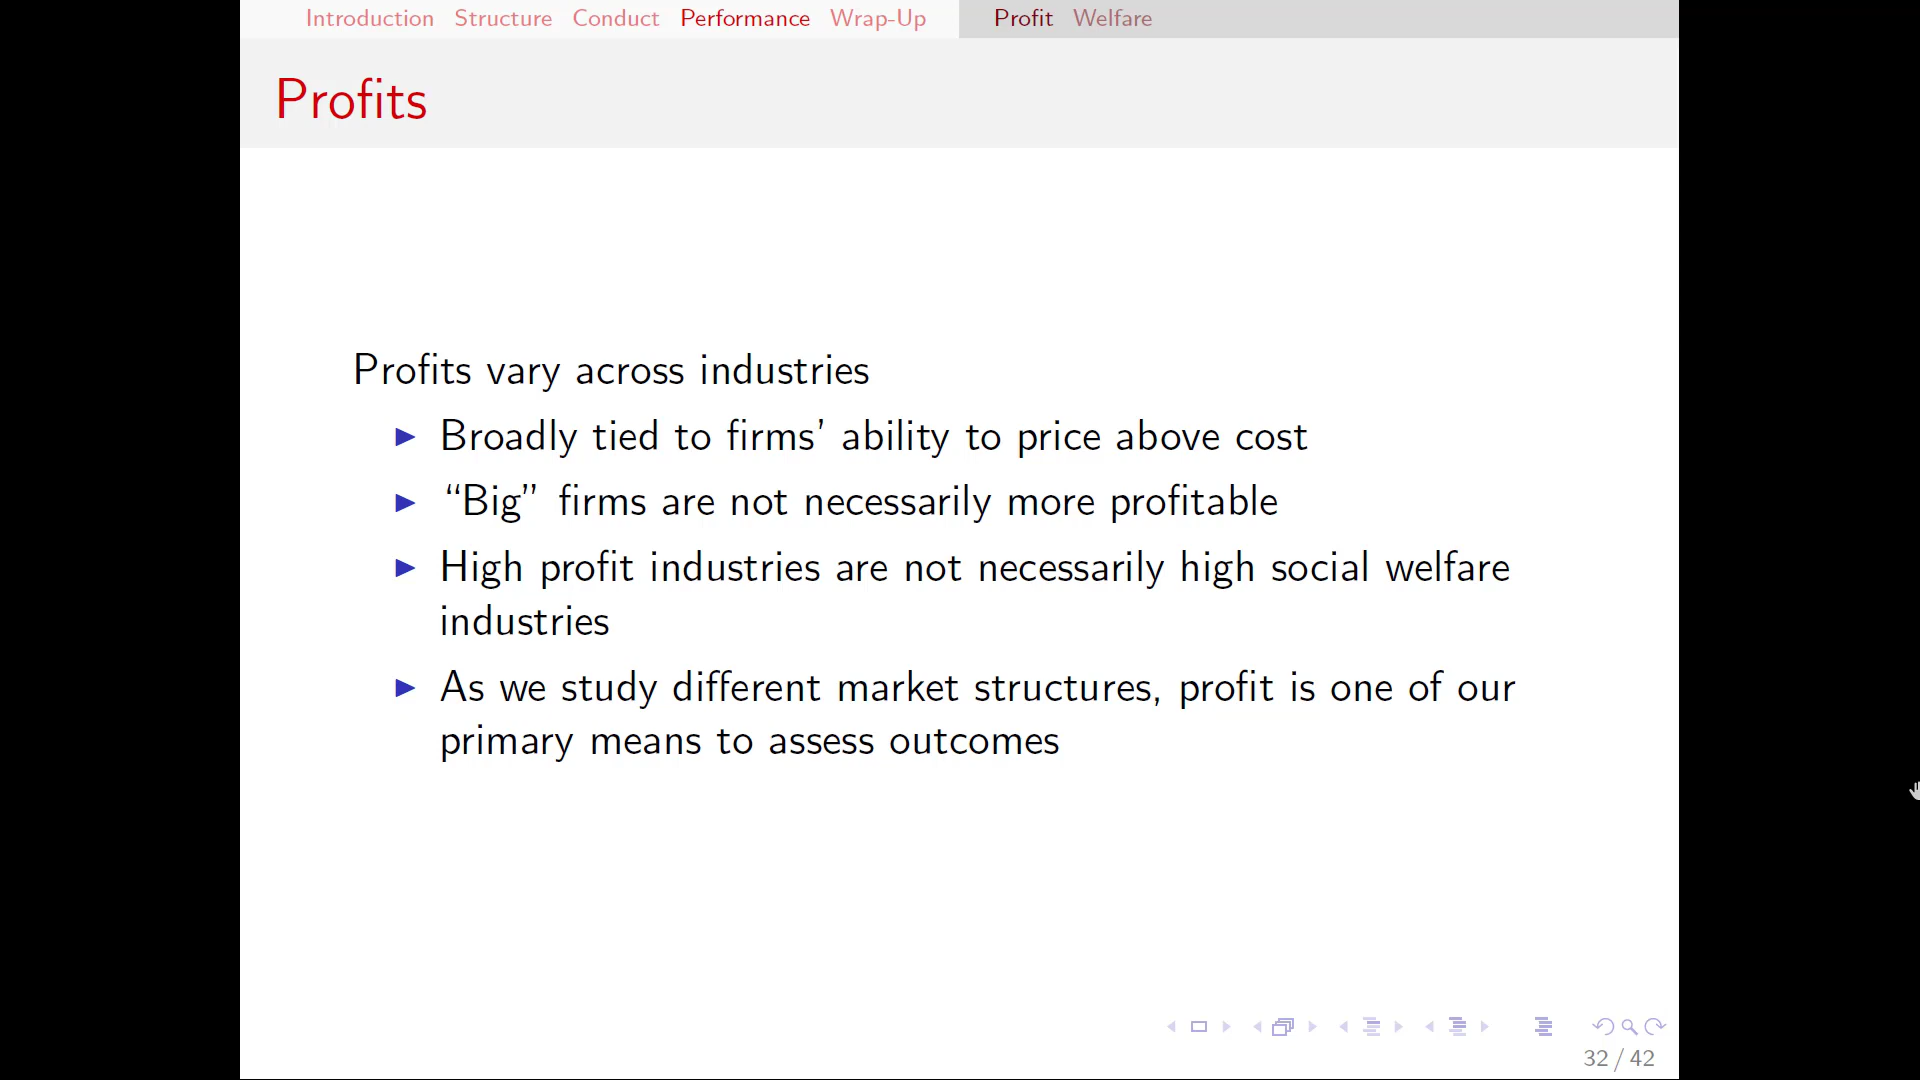 Introduction Structure Conduct Performance Wrap-Up Profit Welfare
Profits
Profits vary across industries
Broadly tied to firms’ ability to price above cost
“Big” firms are not necessarily more profitable
High profit industries are not necessarily high social welfare
industries
As we study different market structures, profit is one of our
primary means to assess outcomes
32 / 42